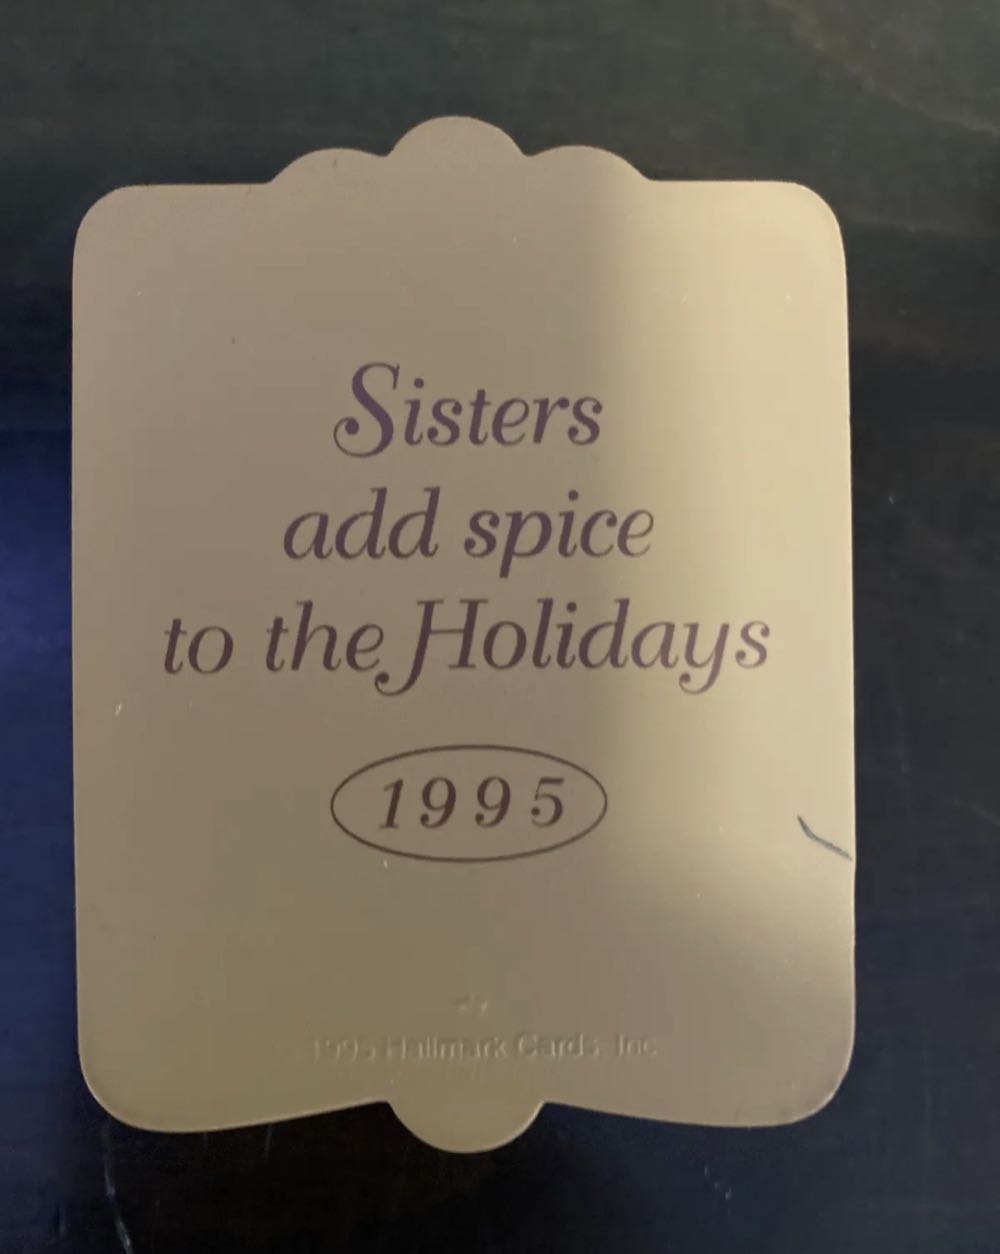 Sisters
add spice
to the Holidays
1995
1995 Hallmark Cards, Inc